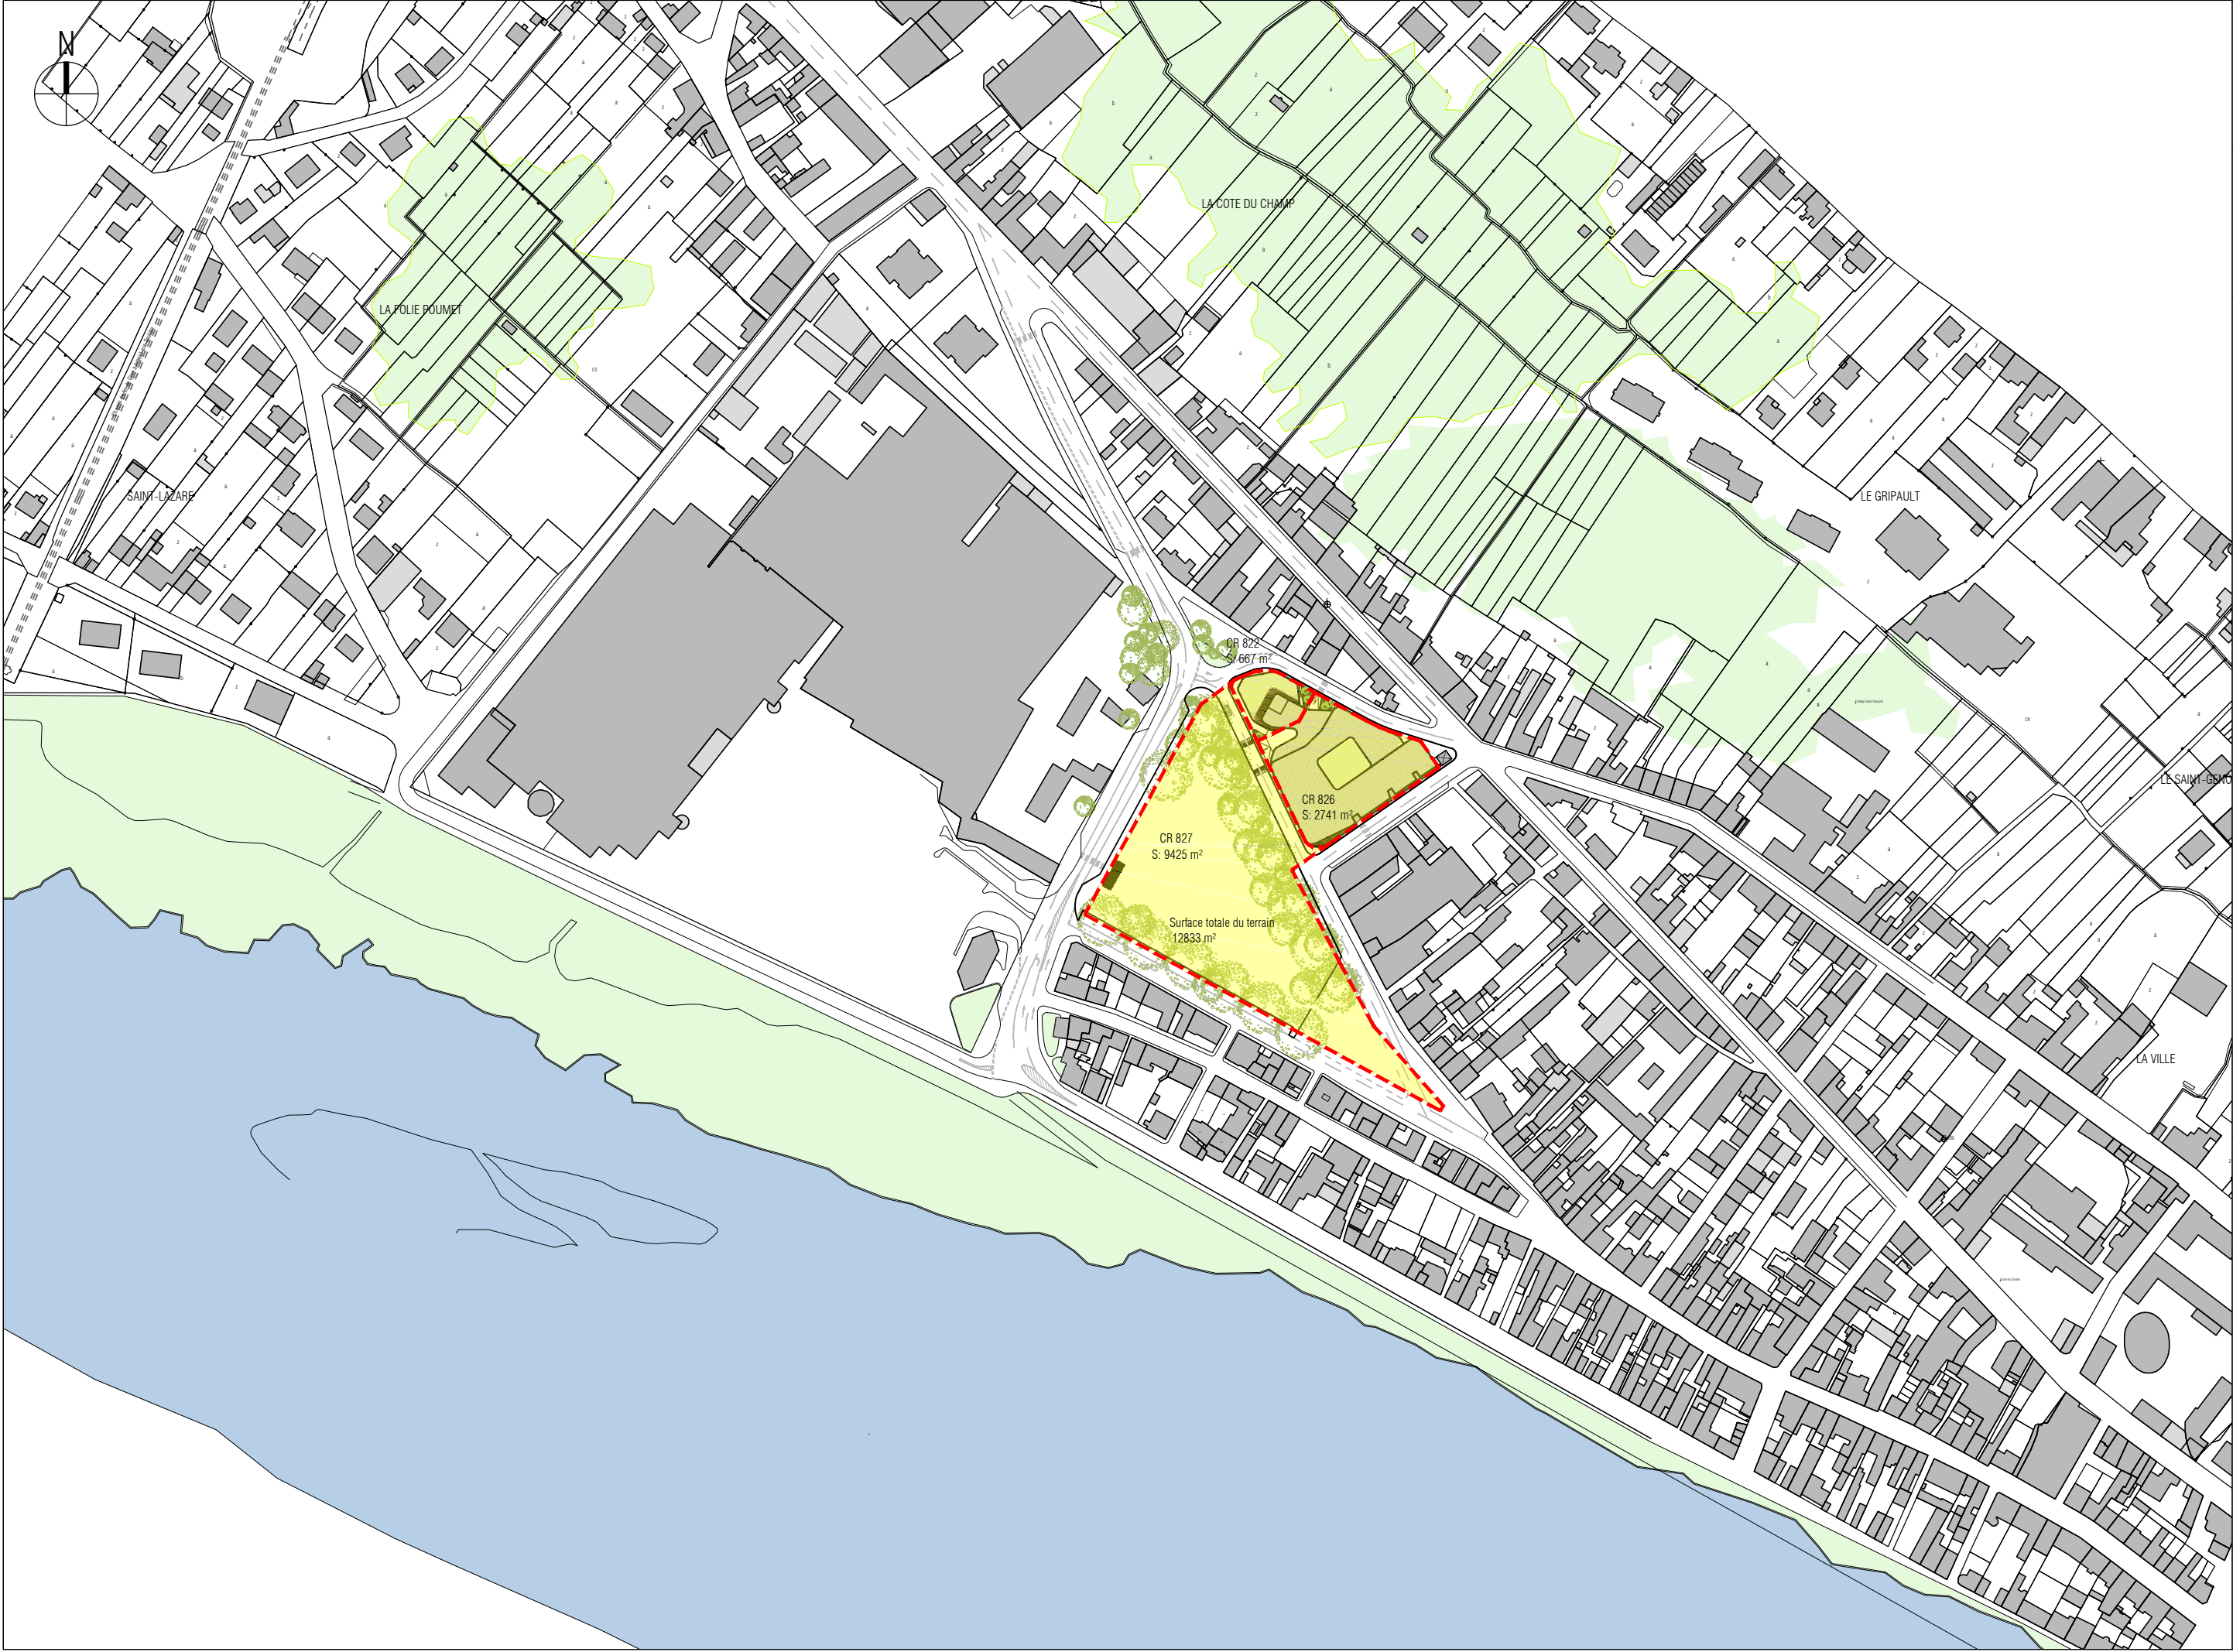 N
LA COTE DU CHAMP
LA FOLIE POUMET
SAINT-LAZARE
LE GRIPAULT
CR 822
S: 667 m²
LE SAINT-GENO
CR 826
S: 2741 m²
CR 827
S: 9425 m²
Surface totale du terrain
12833 m²
LA VILLE